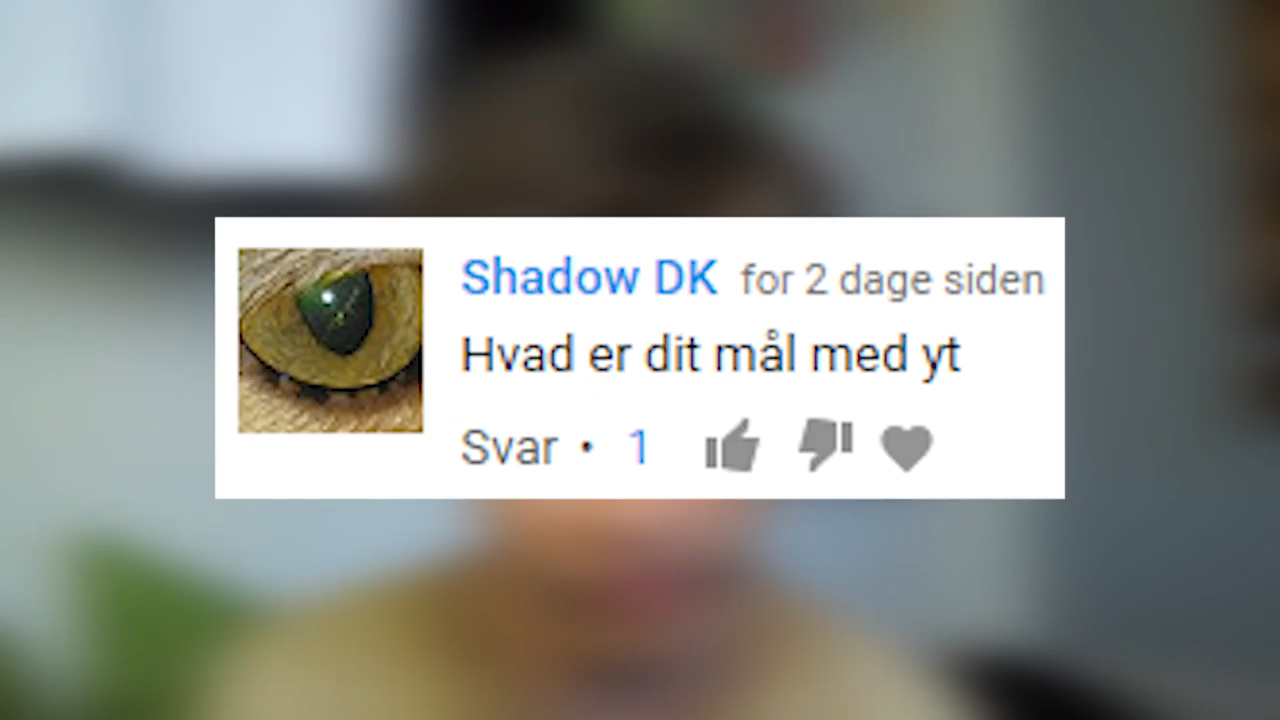 Shadow DK for 2 dage siden
Hvad er dit mål med yt
Svar • 1